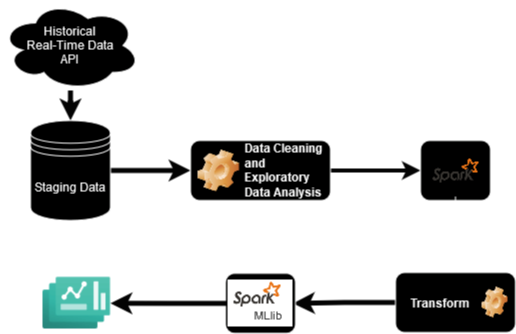 Historical
Real-Time Data
API
Staging Data
Data Cleaning
and
Exploratory
Data Analysis
Spark
Spark
MLlib
Transform